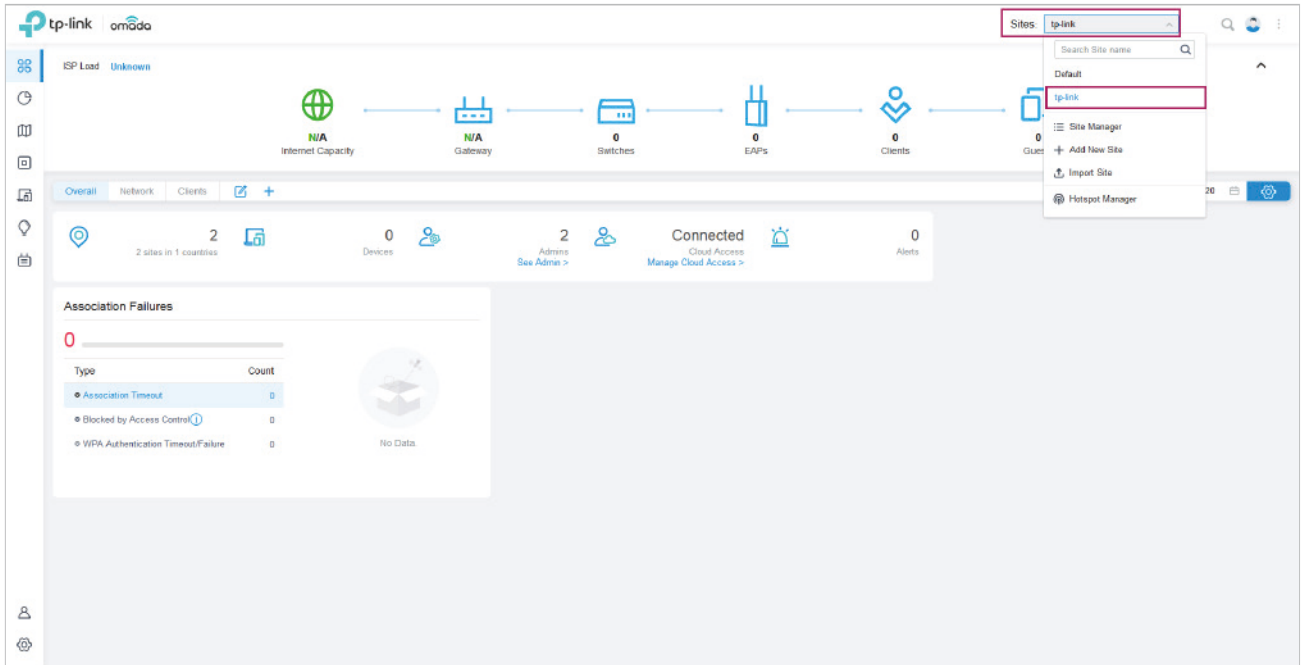 tp-link omada
Sites: tp-link
Search Site name
Default
tp-link
Site Manager
Add New Site
Import Site
Hotspot Manager
ISP Load Unknown
N/A
Internet Capacity
N/A
Gateway
0
Switches
0
EAPs
0
Clients
0
Overall Network Clients
20
2
2 sites in 1 countries
0
Devices
2
Admins
See Admin >
Connected
Cloud Access
Manage Cloud Access >
0
Alerts
Association Failures
0
Type Count
Association Timeout 0
Blocked by Access Control 0
WPA Authentication Timeout/Failure 0
No Data.